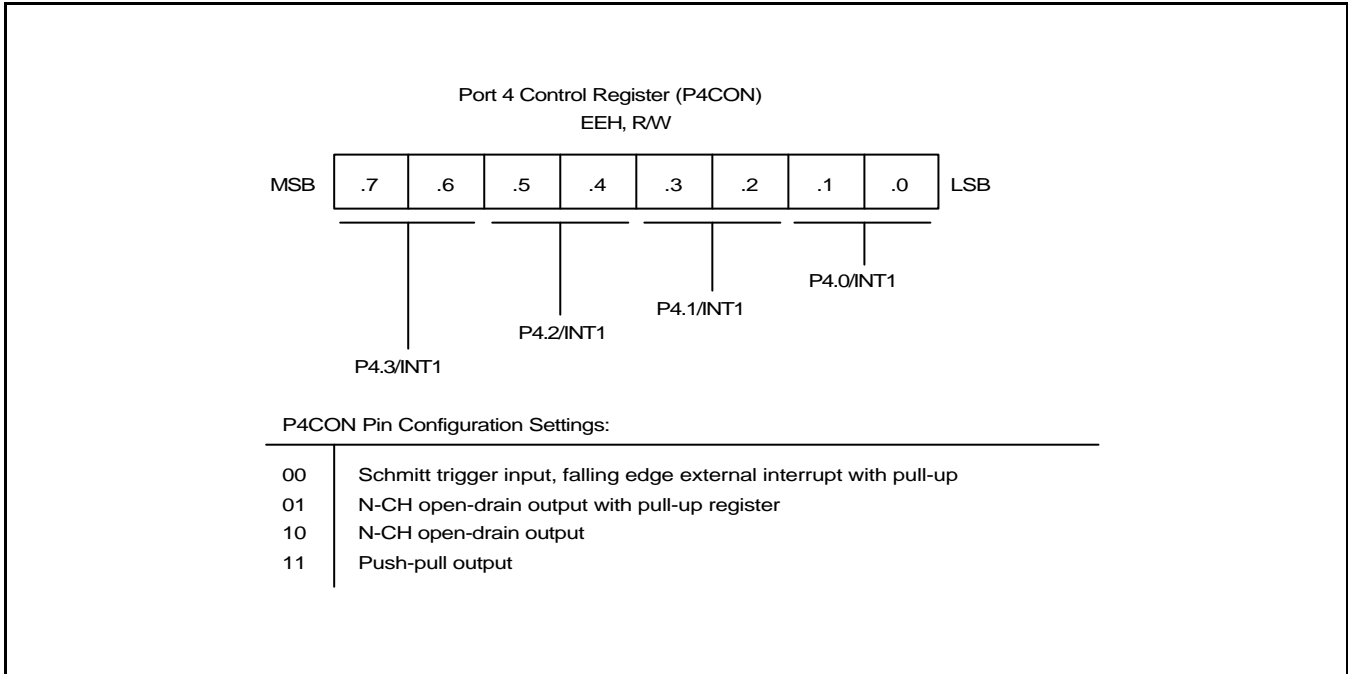 Port 4 Control Register (P4CON)
EEH, R/W
MSB .7 .6 .5 .4 .3 .2 .1 .0 LSB
P4.0/INT1
P4.1/INT1
P4.2/INT1
P4.3/INT1
P4CON Pin Configuration Settings:
00 Schmitt trigger input, falling edge external interrupt with pull-up
01 N-CH open-drain output with pull-up register
10 N-CH open-drain output
11 Push-pull output